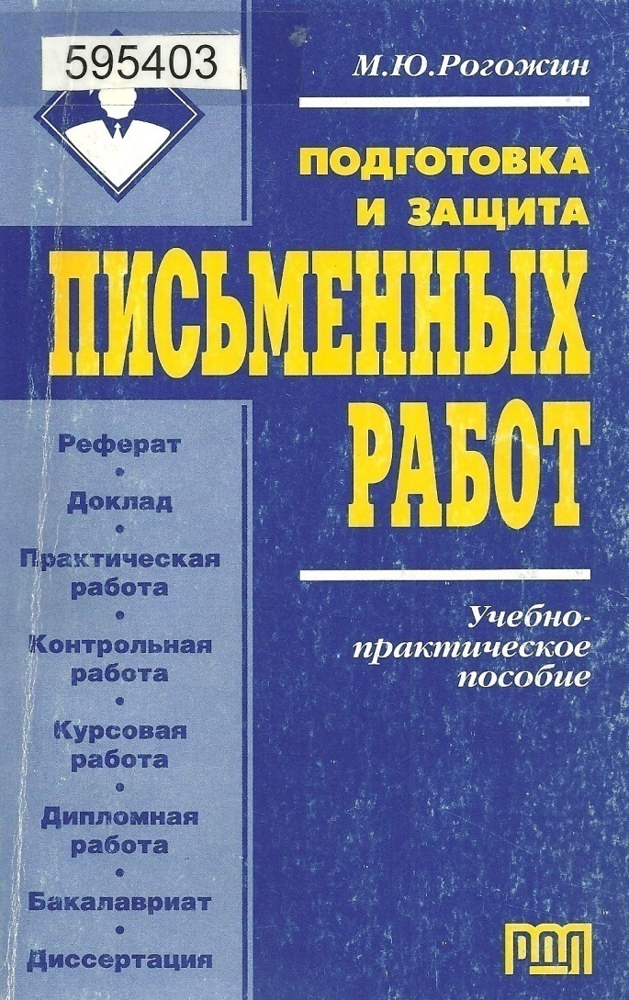 595403
М.Ю.Рогожин
ПОДГОТОВКА
И ЗАЩИТА
ПИСЬМЕННЫХ
РАБОТ
Реферат
•
Доклад
•
Практическая
работа
•
Контрольная
работа
•
Курсовая
работа
•
Дипломная
работа
•
Бакалавриат
•
Диссертация
Учебно-
практическое
пособие
РДЛ